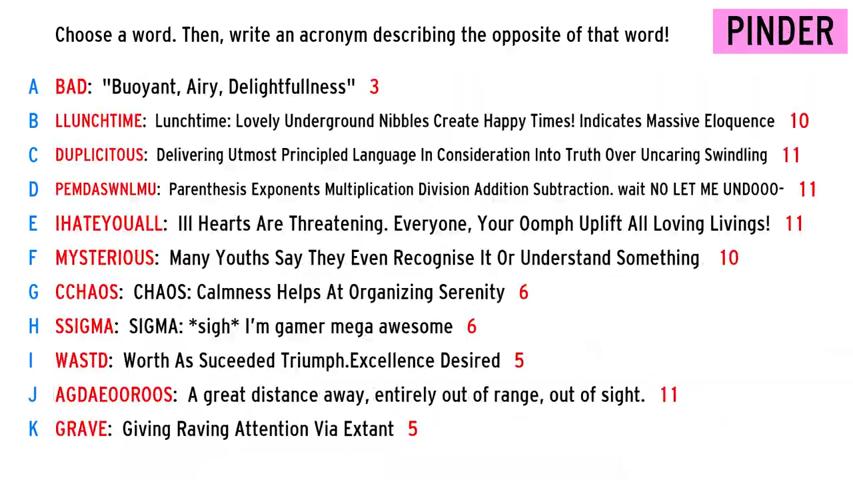 Choose a word. Then, write an acronym describing the opposite of that word!
PINDER
A BAD: "Buoyant, Airy, Delightfullness" 3
B LLUNCHTIME: Lunchtime: Lovely Underground Nibbles Create Happy Times! Indicates Massive Eloquence 10
C DUPLICITOUS: Delivering Utmost Principled Language In Consideration Into Truth Over Uncaring Swindling 11
D PEMDASWNLMU: Parenthesis Exponents Multiplication Division Addition Subtraction. wait NO LET ME UNDOOO- 11
E IHATEYOUALL: Ill Hearts Are Threatening. Everyone, Your Oomph Uplift All Loving Livings! 11
F MYSTERIOUS: Many Youths Say They Even Recognise It Or Understand Something 10
G CCHAOS: CHAOS: Calmness Helps At Organizing Serenity 6
H SSIGMA: SIGMA: *sigh* I'm gamer mega awesome 6
I WASTD: Worth As Suceeded Triumph.Excellence Desired 5
J AGDAEOOROOS: A great distance away, entirely out of range, out of sight. 11
K GRAVE: Giving Raving Attention Via Extant 5